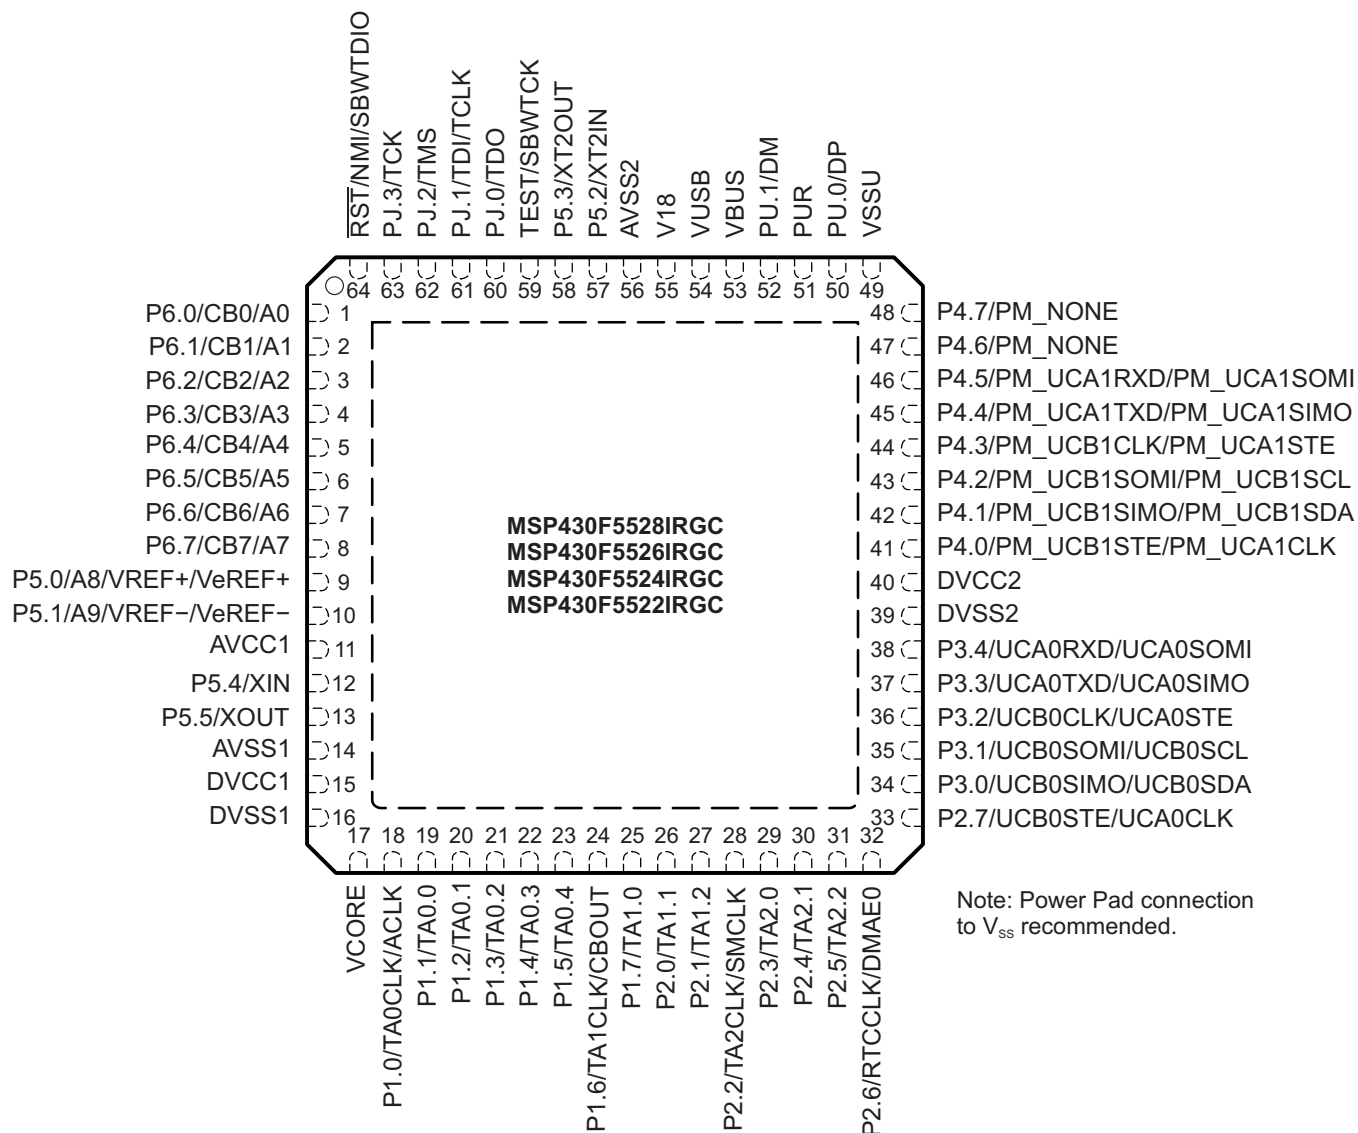 RST/NMI/SBWTDIO
PJ.3/TCK
PJ.2/TMS
PJ.1/TDI/TCLK
PJ.0/TDO
TEST/SBWTCK
P5.3/XT2OUT
P5.2/XT2IN
AVSS2
V18
VUSB
VBUS
PU.1/DM
PUR
PU.0/DP
VSSU
64 63 62 61 60 59 58 57 56 55 54 53 52 51 50 49
P6.0/CB0/A0 1
P6.1/CB1/A1 2
P6.2/CB2/A2 3
P6.3/CB3/A3 4
P6.4/CB4/A4 5
P6.5/CB5/A5 6
P6.6/CB6/A6 7
P6.7/CB7/A7 8
P5.0/A8/VREF+/VeREF+ 9
P5.1/A9/VREF−/VeREF− 10
AVCC1 11
P5.4/XIN 12
P5.5/XOUT 13
AVSS1 14
DVCC1 15
DVSS1 16
MSP430F5528IRGC
MSP430F5526IRGC
MSP430F5524IRGC
MSP430F5522IRGC
48 P4.7/PM_NONE
47 P4.6/PM_NONE
46 P4.5/PM_UCA1RXD/PM_UCA1SOMI
45 P4.4/PM_UCA1TXD/PM_UCA1SIMO
44 P4.3/PM_UCB1CLK/PM_UCA1STE
43 P4.2/PM_UCB1SOMI/PM_UCB1SCL
42 P4.1/PM_UCB1SIMO/PM_UCB1SDA
41 P4.0/PM_UCB1STE/PM_UCA1CLK
40 DVCC2
39 DVSS2
38 P3.4/UCA0RXD/UCA0SOMI
37 P3.3/UCA0TXD/UCA0SIMO
36 P3.2/UCB0CLK/UCA0STE
35 P3.1/UCB0SOMI/UCB0SCL
34 P3.0/UCB0SIMO/UCB0SDA
33 P2.7/UCB0STE/UCA0CLK
17 18 19 20 21 22 23 24 25 26 27 28 29 30 31 32
VCORE
P1.0/TA0CLK/ACLK
P1.1/TA0.0
P1.2/TA0.1
P1.3/TA0.2
P1.4/TA0.3
P1.5/TA0.4
P1.6/TA1CLK/CBOUT
P1.7/TA1.0
P2.0/TA1.1
P2.1/TA1.2
P2.2/TA2CLK/SMCLK
P2.3/TA2.0
P2.4/TA2.1
P2.5/TA2.2
P2.6/RTCCLK/DMAE0
Note: Power Pad connection
to VSS recommended.